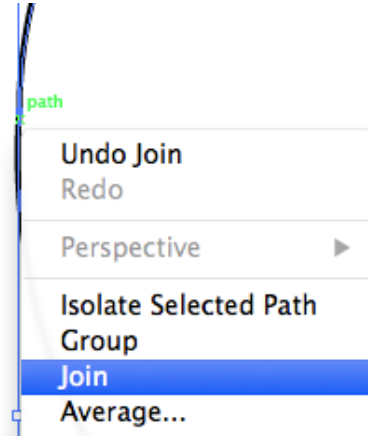 path
Undo Join
Redo
Perspective
Isolate Selected Path
Group
Join
Average...